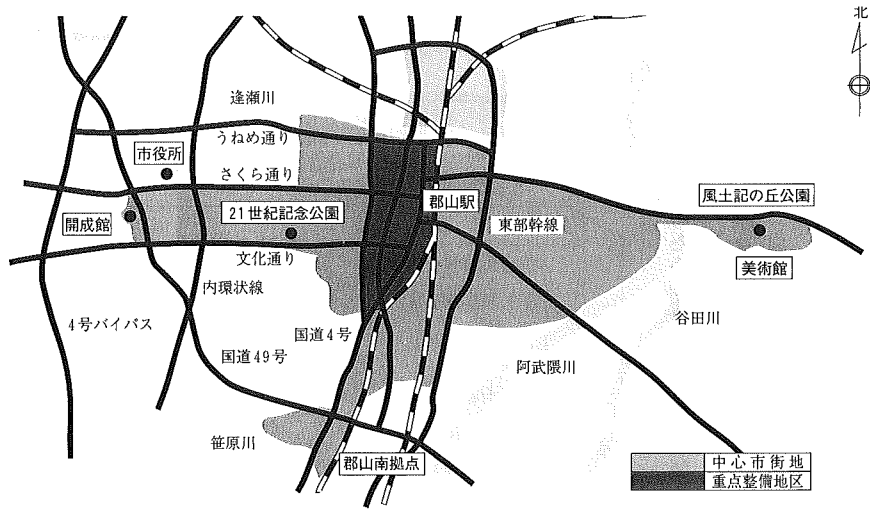 北
逢瀬川
うねめ通り
市役所
さくら通り
開成館
21世紀記念公園
郡山駅
東部幹線
風土記の丘公園
美術館
文化通り
内環状線
4号バイパス
国道4号
国道49号
谷田川
阿武隈川
笹原川
郡山南拠点
中心市街地
重点整備地区